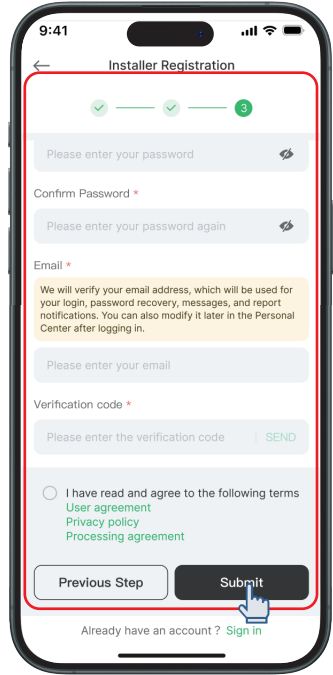 9:41
Installer Registration
3
Please enter your password
Confirm Password *
Please enter your password again
Email *
We will verify your email address, which will be used for
your login, password recovery, messages, and report
notifications. You can also modify it later in the Personal
Center after logging in.
Please enter your email
Verification code *
Please enter the verification code | SEND
I have read and agree to the following terms
User agreement
Privacy policy
Processing agreement
Previous Step
Submit
Already have an account ? Sign in